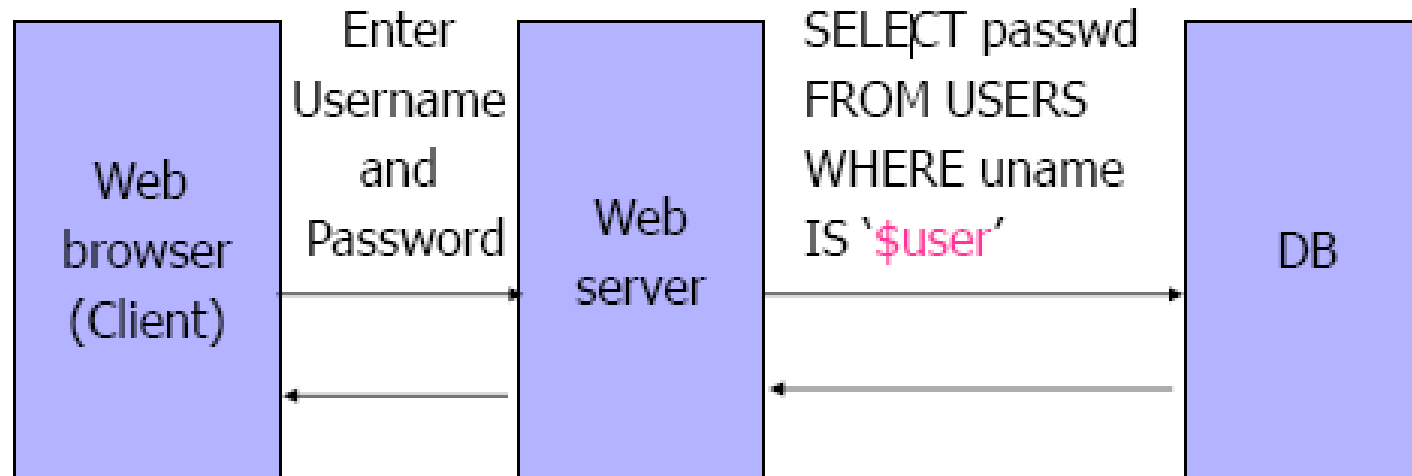 Web
browser
(Client)
Enter
Username
and
Password
Web
server
SELECT passwd
FROM USERS
WHERE uname
IS ‘$user’
DB